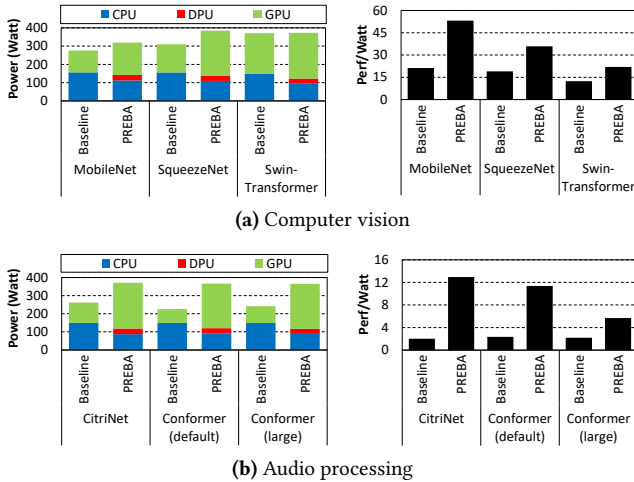 CPU DPU GPU
Power (Watt)
400
300
200
100
0
Baseline
PREBA
Baseline
PREBA
Baseline
PREBA
MobileNet
SqueezeNet
Swin-
Transformer
Perf/Watt
60
45
30
15
0
Baseline
PREBA
Baseline
PREBA
Baseline
PREBA
MobileNet
SqueezeNet
Swin-
Transformer
(a) Computer vision
CPU DPU GPU
Power (Watt)
400
300
200
100
0
Baseline
PREBA
Baseline
PREBA
Baseline
PREBA
CitriNet
Conformer
(default)
Conformer
(large)
Perf/Watt
16
12
8
4
0
Baseline
PREBA
Baseline
PREBA
Baseline
PREBA
CitriNet
Conformer
(default)
Conformer
(large)
(b) Audio processing